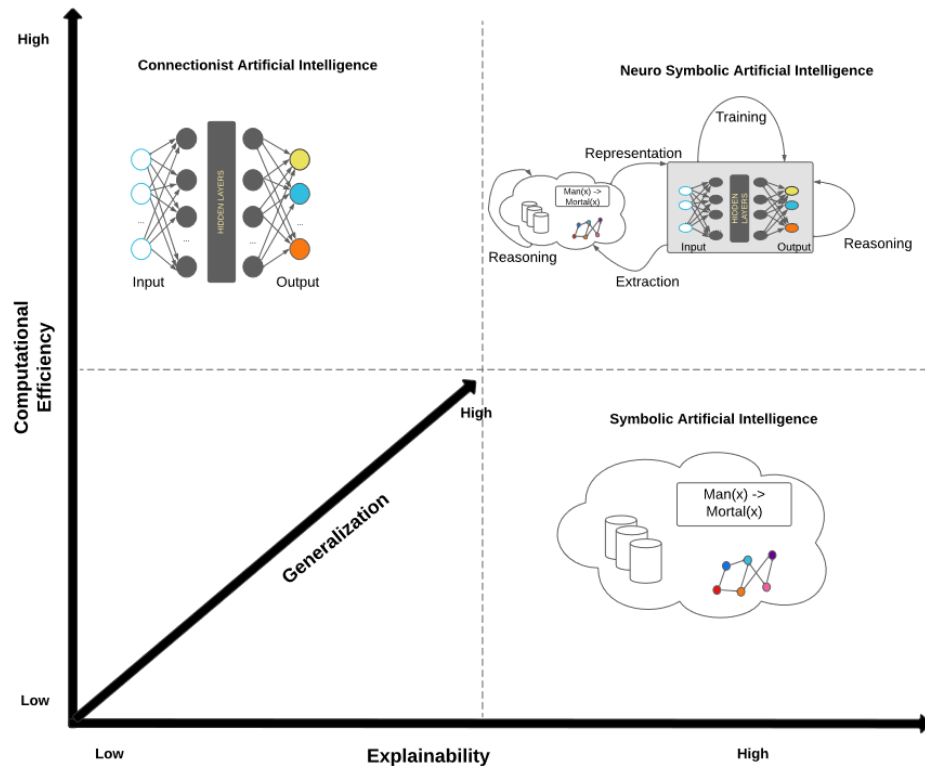 High
Connectionist Artificial Intelligence
HIDDEN LAYERS
...
...
...
...
Input
Output
Neuro Symbolic Artificial Intelligence
Training
Representation
Man(x) ->
Mortal(x)
HIDDEN
LAYERS
Input
Output
Reasoning
Reasoning
Extraction
Computational
Efficiency
High
Generalization
Symbolic Artificial Intelligence
Man(x) ->
Mortal(x)
Low
Low
Explainability
High